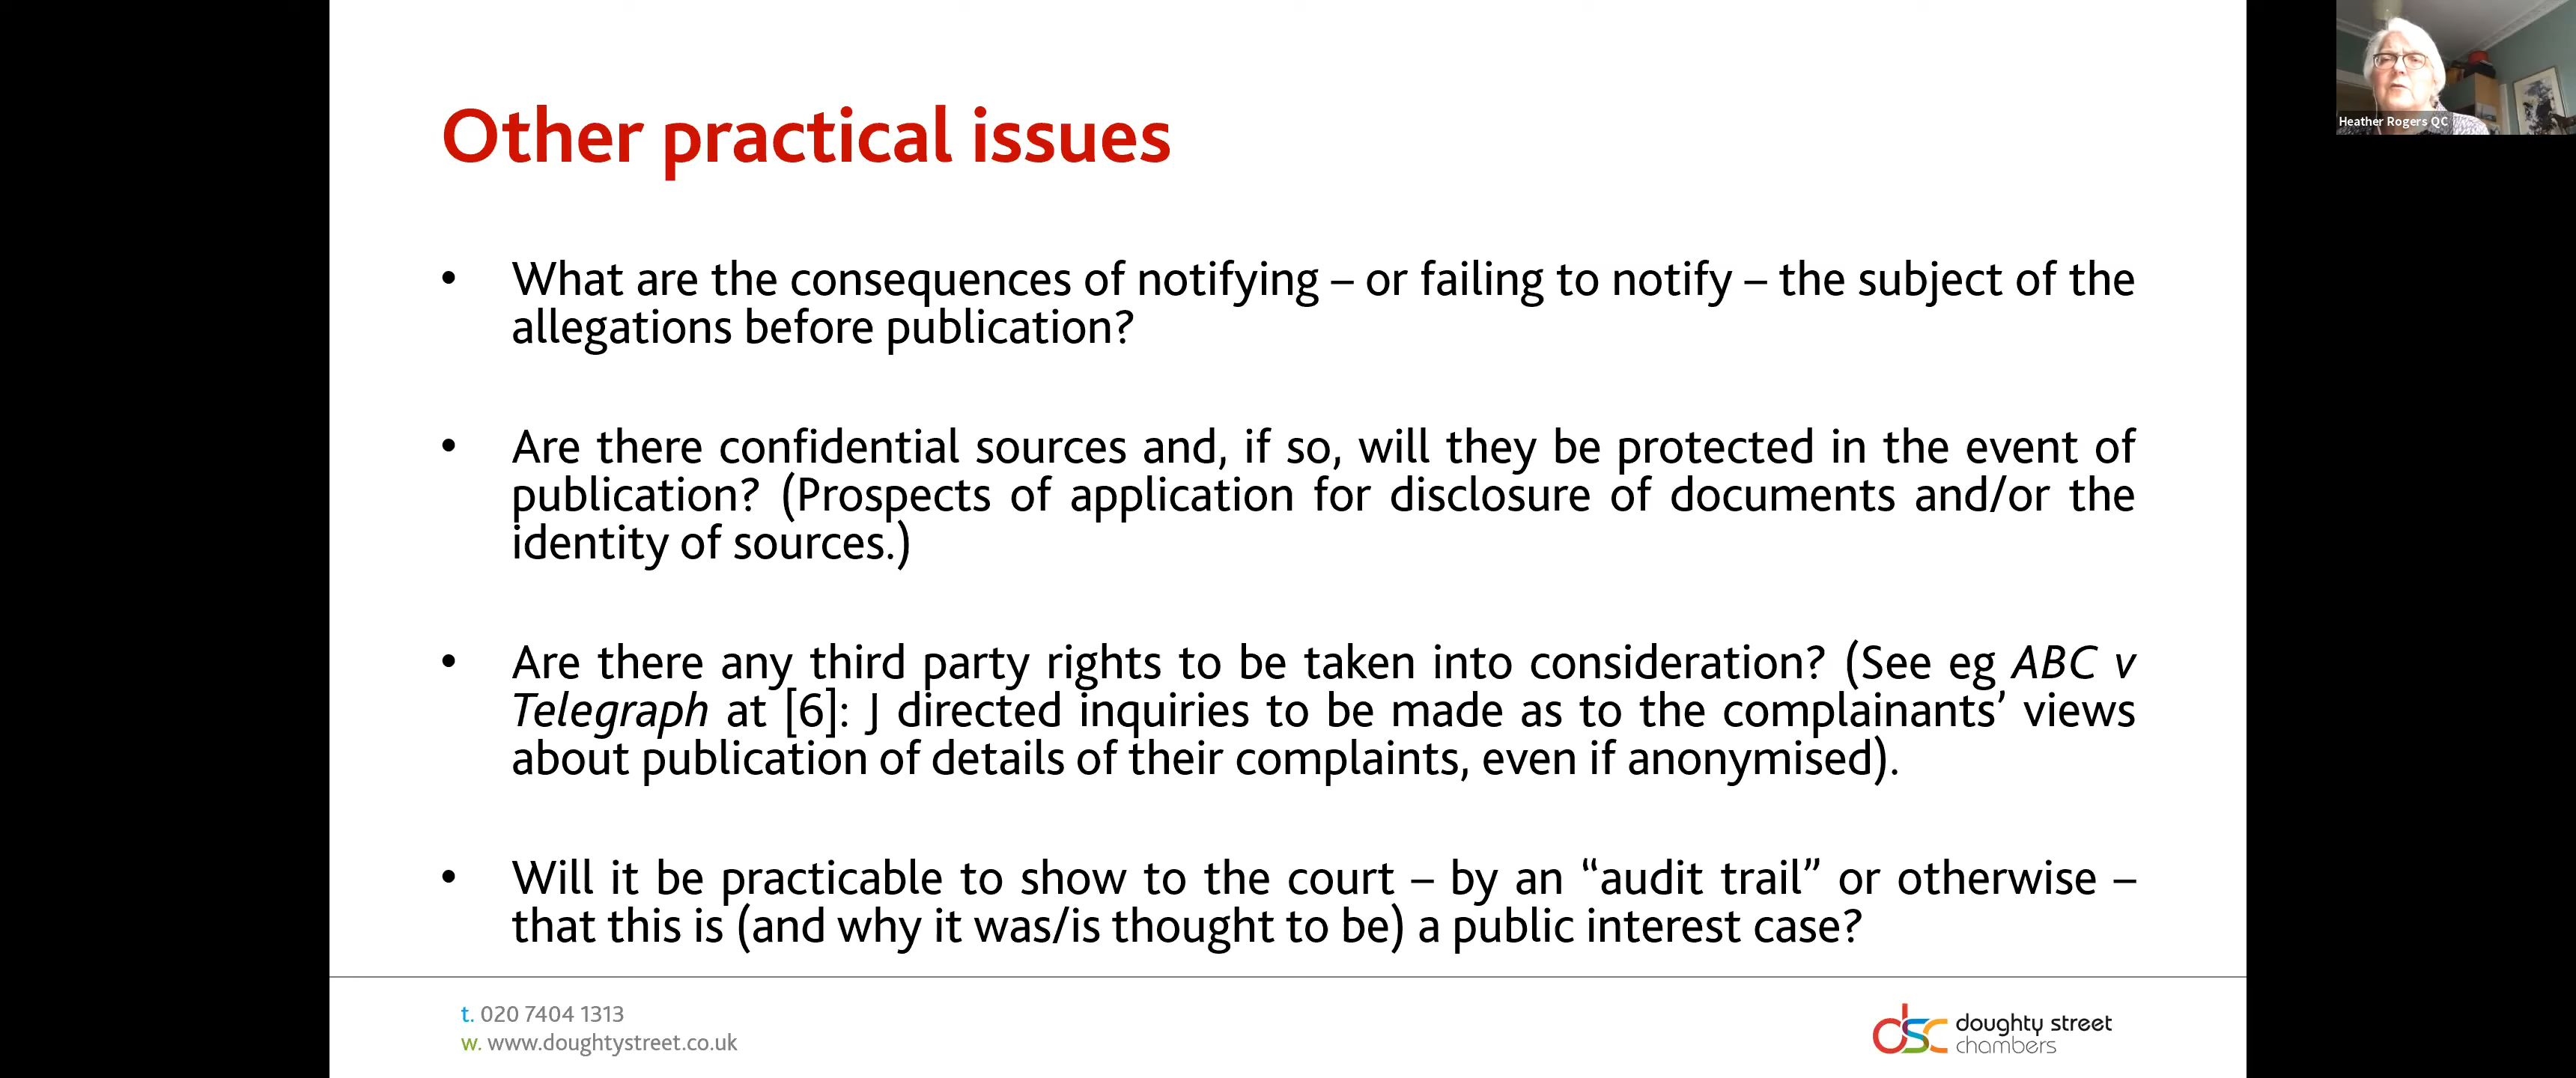 Other practical issues
Heather Rogers QC
• What are the consequences of notifying – or failing to notify – the subject of the
allegations before publication?
• Are there confidential sources and, if so, will they be protected in the event of
publication? (Prospects of application for disclosure of documents and/or the
identity of sources.)
• Are there any third party rights to be taken into consideration? (See eg ABC v
Telegraph at [6]: J directed inquiries to be made as to the complainants’ views
about publication of details of their complaints, even if anonymised).
• Will it be practicable to show to the court – by an “audit trail” or otherwise –
that this is (and why it was/is thought to be) a public interest case?
t. 020 7404 1313
w. www.doughtystreet.co.uk
dsc doughty street
chambers